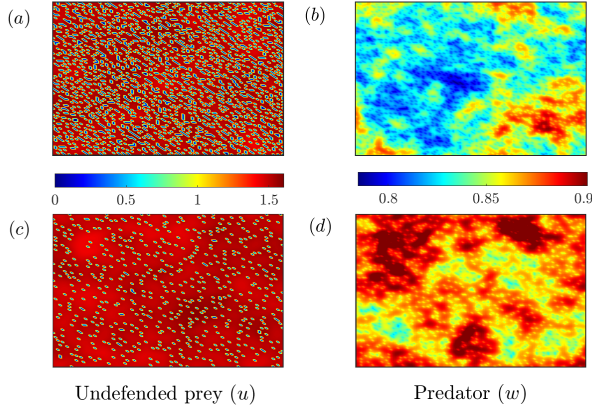 (a)
(b)
0 0.5 1 1.5
0.8 0.85 0.9
(c)
(d)
Undefended prey (u)
Predator (w)